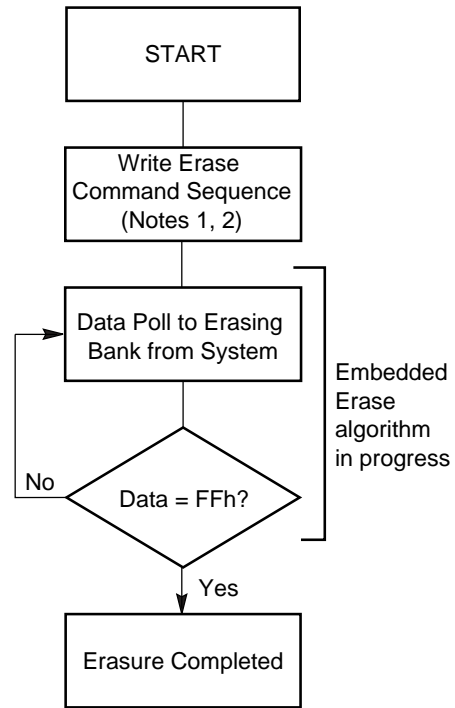 START
Write Erase
Command Sequence
(Notes 1, 2)
Data Poll to Erasing
Bank from System
Embedded
Erase
algorithm
in progress
No
Data = FFh?
Yes
Erasure Completed